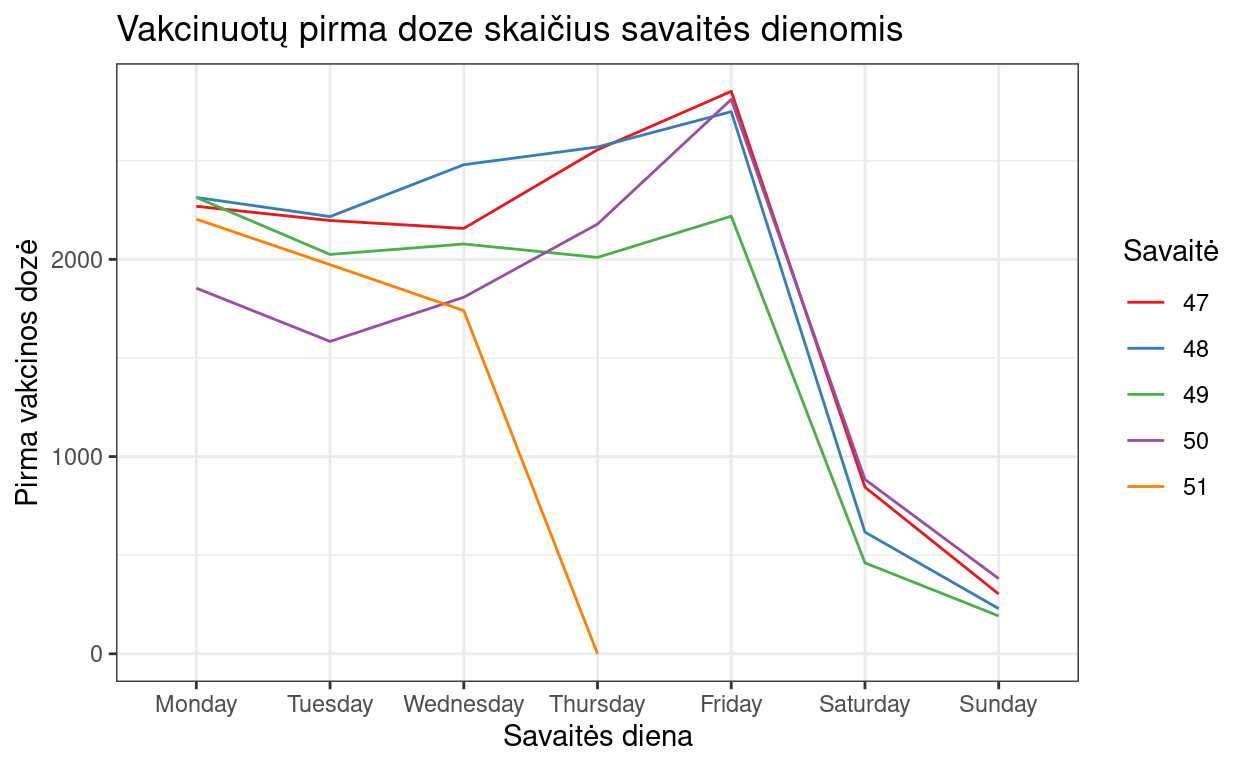 Vakcinuotų pirma doze skaičius savaitės dienomis
Pirma vakcinos dozė
2000
1000
0
Monday Tuesday Wednesday Thursday Friday Saturday Sunday
Savaitės diena
Savaitė
47
48
49
50
51